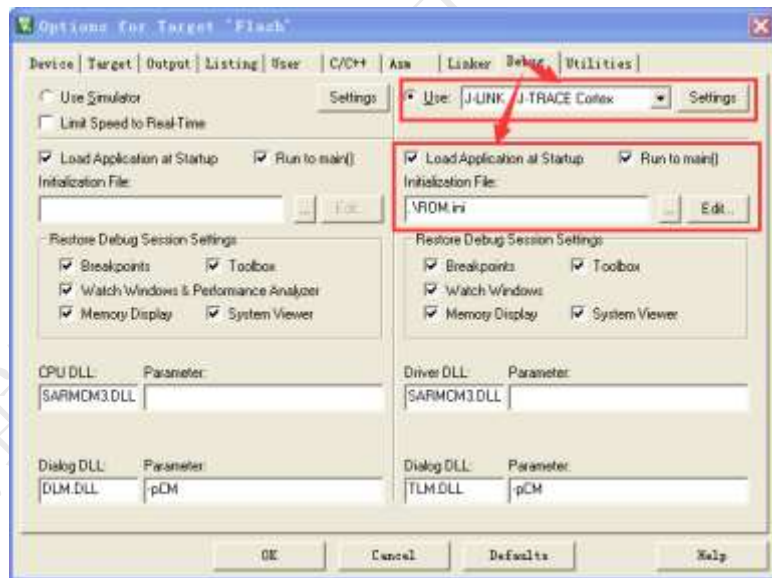 Options for Target 'Flash'
Device | Target | Output | Listing | User | C/C++ | Asm | Linker | Debug | Utilities
Use Simulator Settings
Limit Speed to Real-Time
Use: J-LINK / J-TRACE Cortex Settings
Load Application at Startup Run to main()
Initialization File:
... Edit...
Load Application at Startup Run to main()
Initialization File:
.\ROM.ini ... Edit...
Restore Debug Session Settings
Breakpoints Toolbox
Watch Windows & Performance Analyzer
Memory Display System Viewer
Restore Debug Session Settings
Breakpoints Toolbox
Watch Windows
Memory Display System Viewer
CPU DLL: Parameter:
SARMCM3.DLL
Driver DLL: Parameter:
SARMCM3.DLL
Dialog DLL: Parameter:
DLM.DLL -pCM
Dialog DLL: Parameter:
TLM.DLL -pCM
OK Cancel Defaults Help